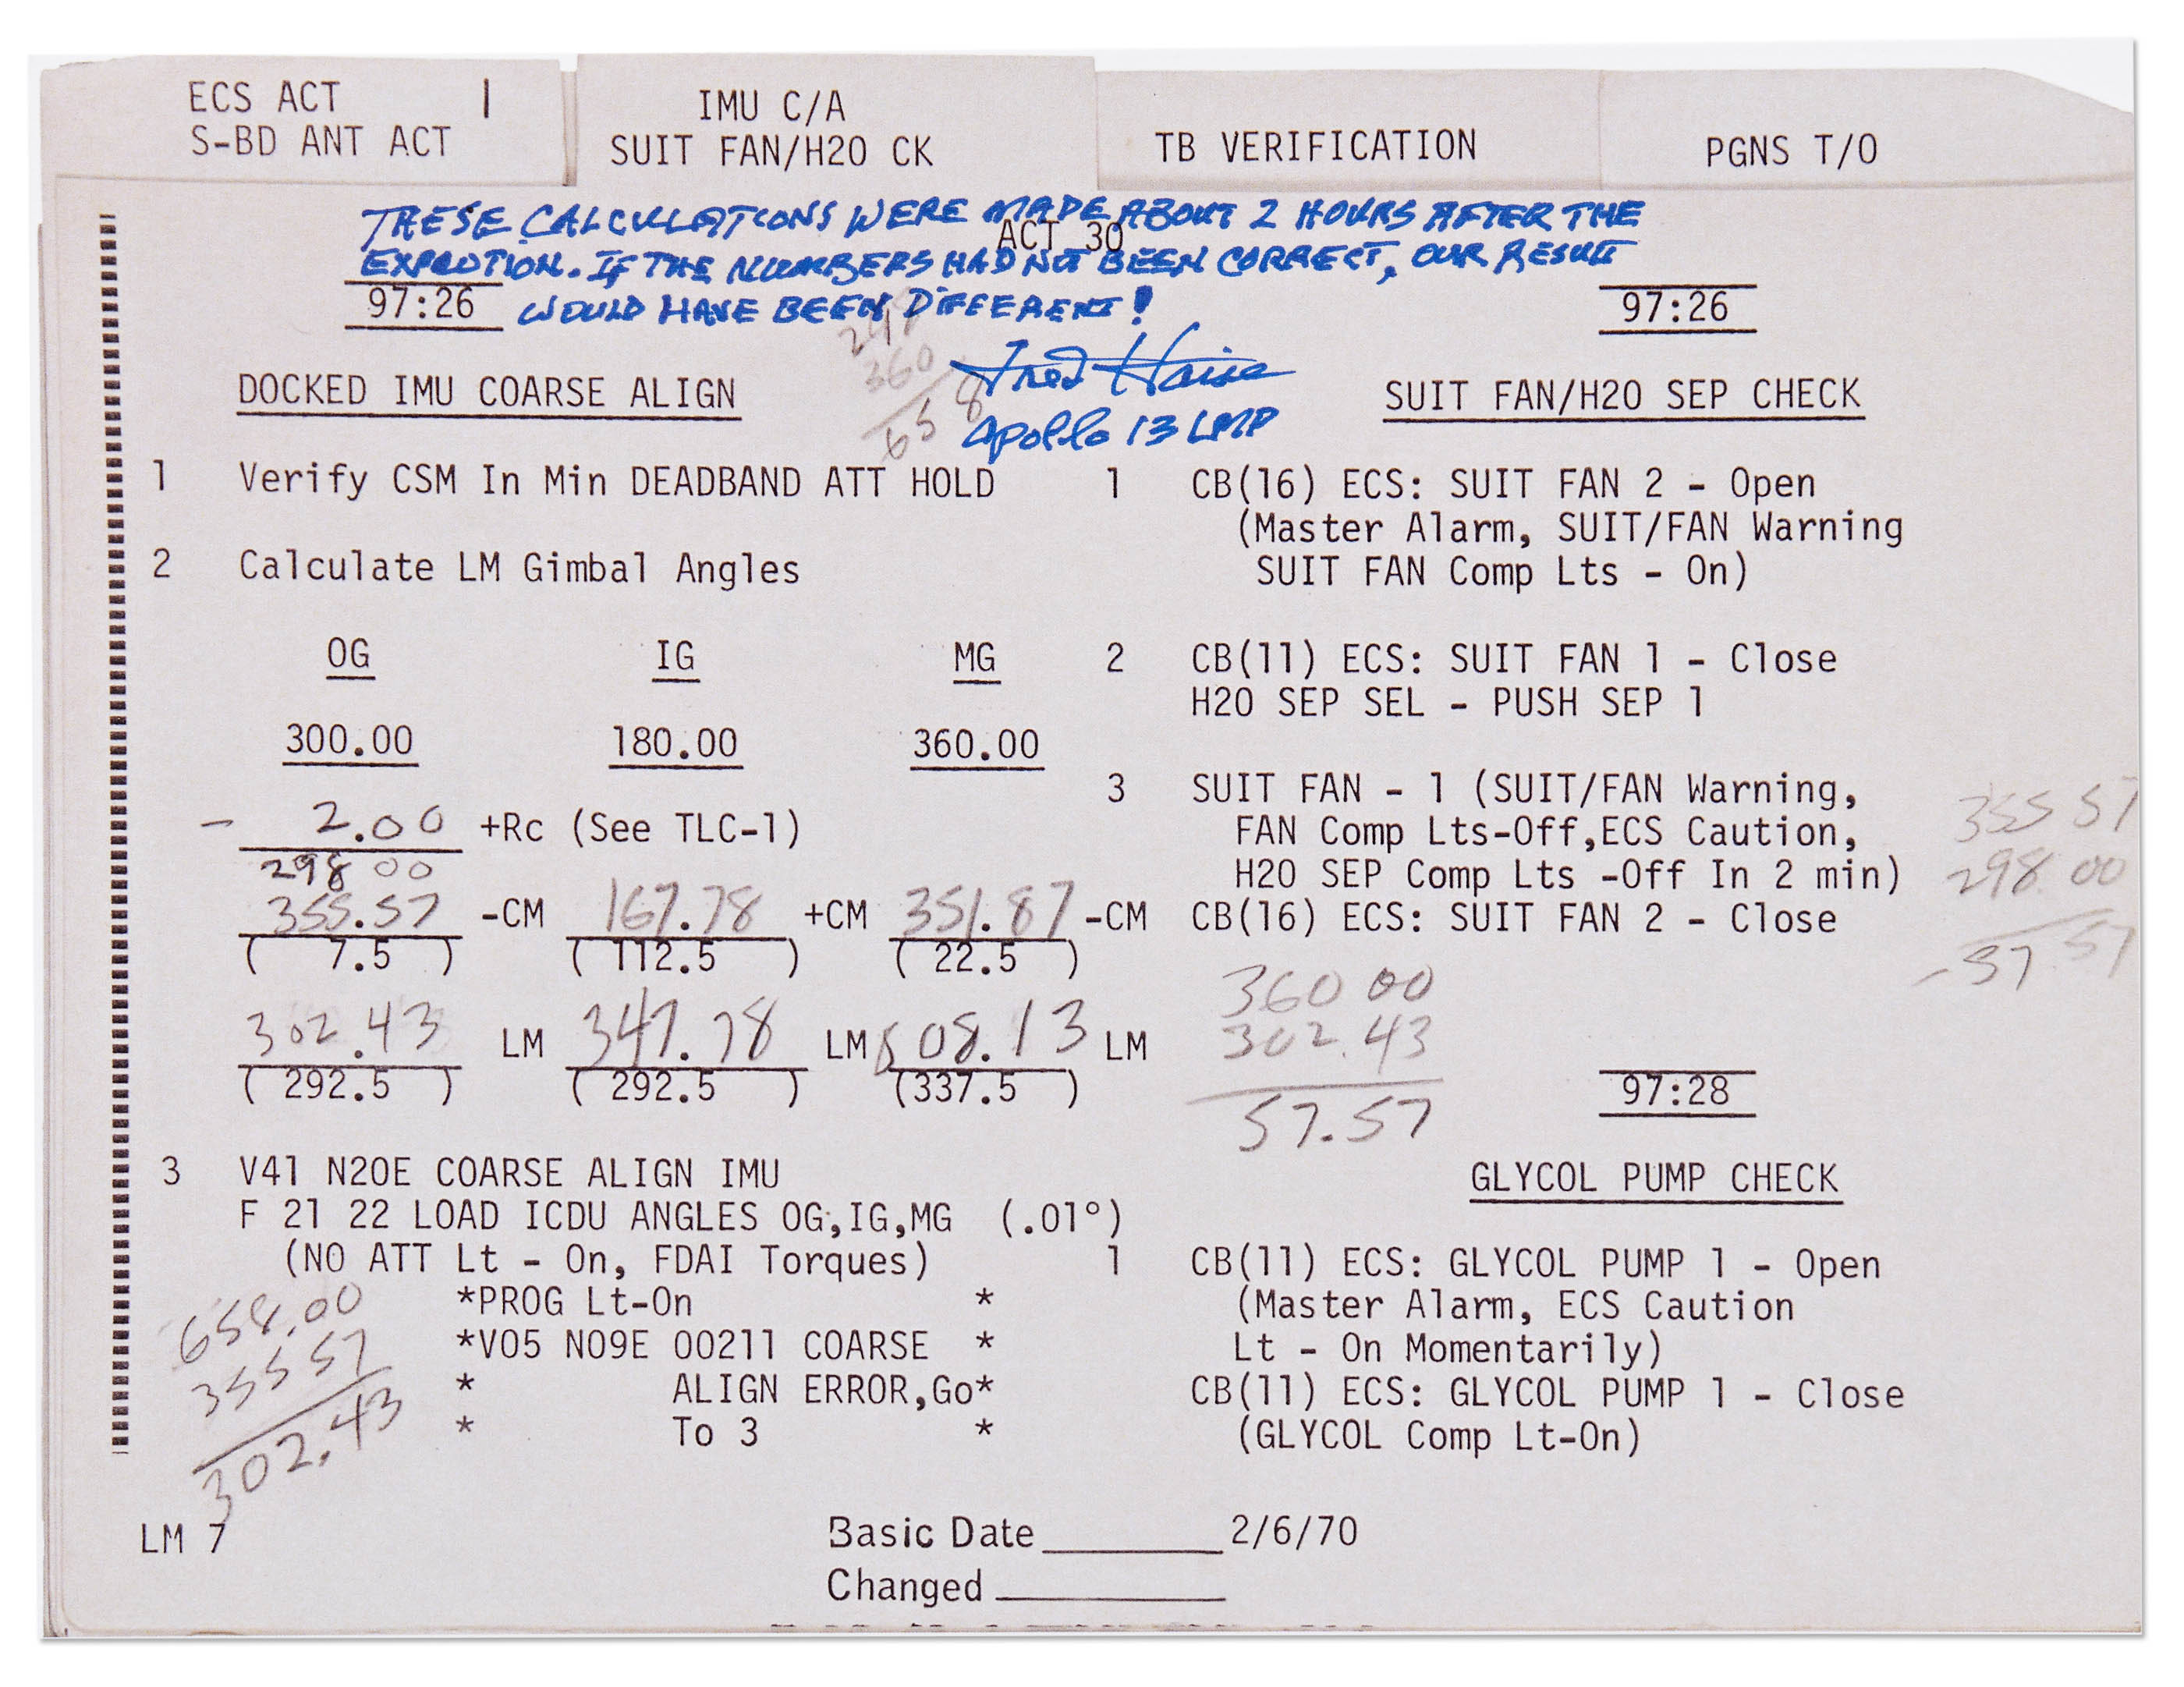 ECS ACT 1
S-BD ANT ACT
IMU C/A
SUIT FAN/H2O CK
TB VERIFICATION
PGNS T/O
ACT 30
THESE CALCULATIONS WERE MADE ABOUT 2 HOURS AFTER THE
EXPLOTION. IF THE NUMBERS HAD NOT BEEN CORRECT, OUR RESULT
WOULD HAVE BEEN DIFFERENT!
Fred Haise
Apollo 13 LMP
97:26
298
360
658
DOCKED IMU COARSE ALIGN
1 Verify CSM In Min DEADBAND ATT HOLD
2 Calculate LM Gimbal Angles
OG IG MG
300.00 180.00 360.00
- 2.00 +Rc (See TLC-1)
298 00
355.57 -CM 167.78 +CM 351.87 -CM
( 7.5 ) ( 112.5 ) ( 22.5 )
302.43 LM 347.78 LM 608.13 LM
( 292.5 ) ( 292.5 ) (337.5 )
3 V41 N20E COARSE ALIGN IMU
F 21 22 LOAD ICDU ANGLES OG,IG,MG (.01°)
(NO ATT Lt - On, FDAI Torques)
*PROG Lt-On *
*V05 N09E 00211 COARSE *
* ALIGN ERROR,Go*
* To 3 *
658.00
355 57
302.43
97:26
SUIT FAN/H2O SEP CHECK
1 CB(16) ECS: SUIT FAN 2 - Open
(Master Alarm, SUIT/FAN Warning
SUIT FAN Comp Lts - On)
2 CB(11) ECS: SUIT FAN 1 - Close
H2O SEP SEL - PUSH SEP 1
3 SUIT FAN - 1 (SUIT/FAN Warning,
FAN Comp Lts-Off,ECS Caution,
H2O SEP Comp Lts -Off In 2 min)
CB(16) ECS: SUIT FAN 2 - Close
355 57
298 00
-57 57
360 00
302.43
57.57
97:28
GLYCOL PUMP CHECK
1 CB(11) ECS: GLYCOL PUMP 1 - Open
(Master Alarm, ECS Caution
Lt - On Momentarily)
CB(11) ECS: GLYCOL PUMP 1 - Close
(GLYCOL Comp Lt-On)
LM 7
Basic Date 2/6/70
Changed